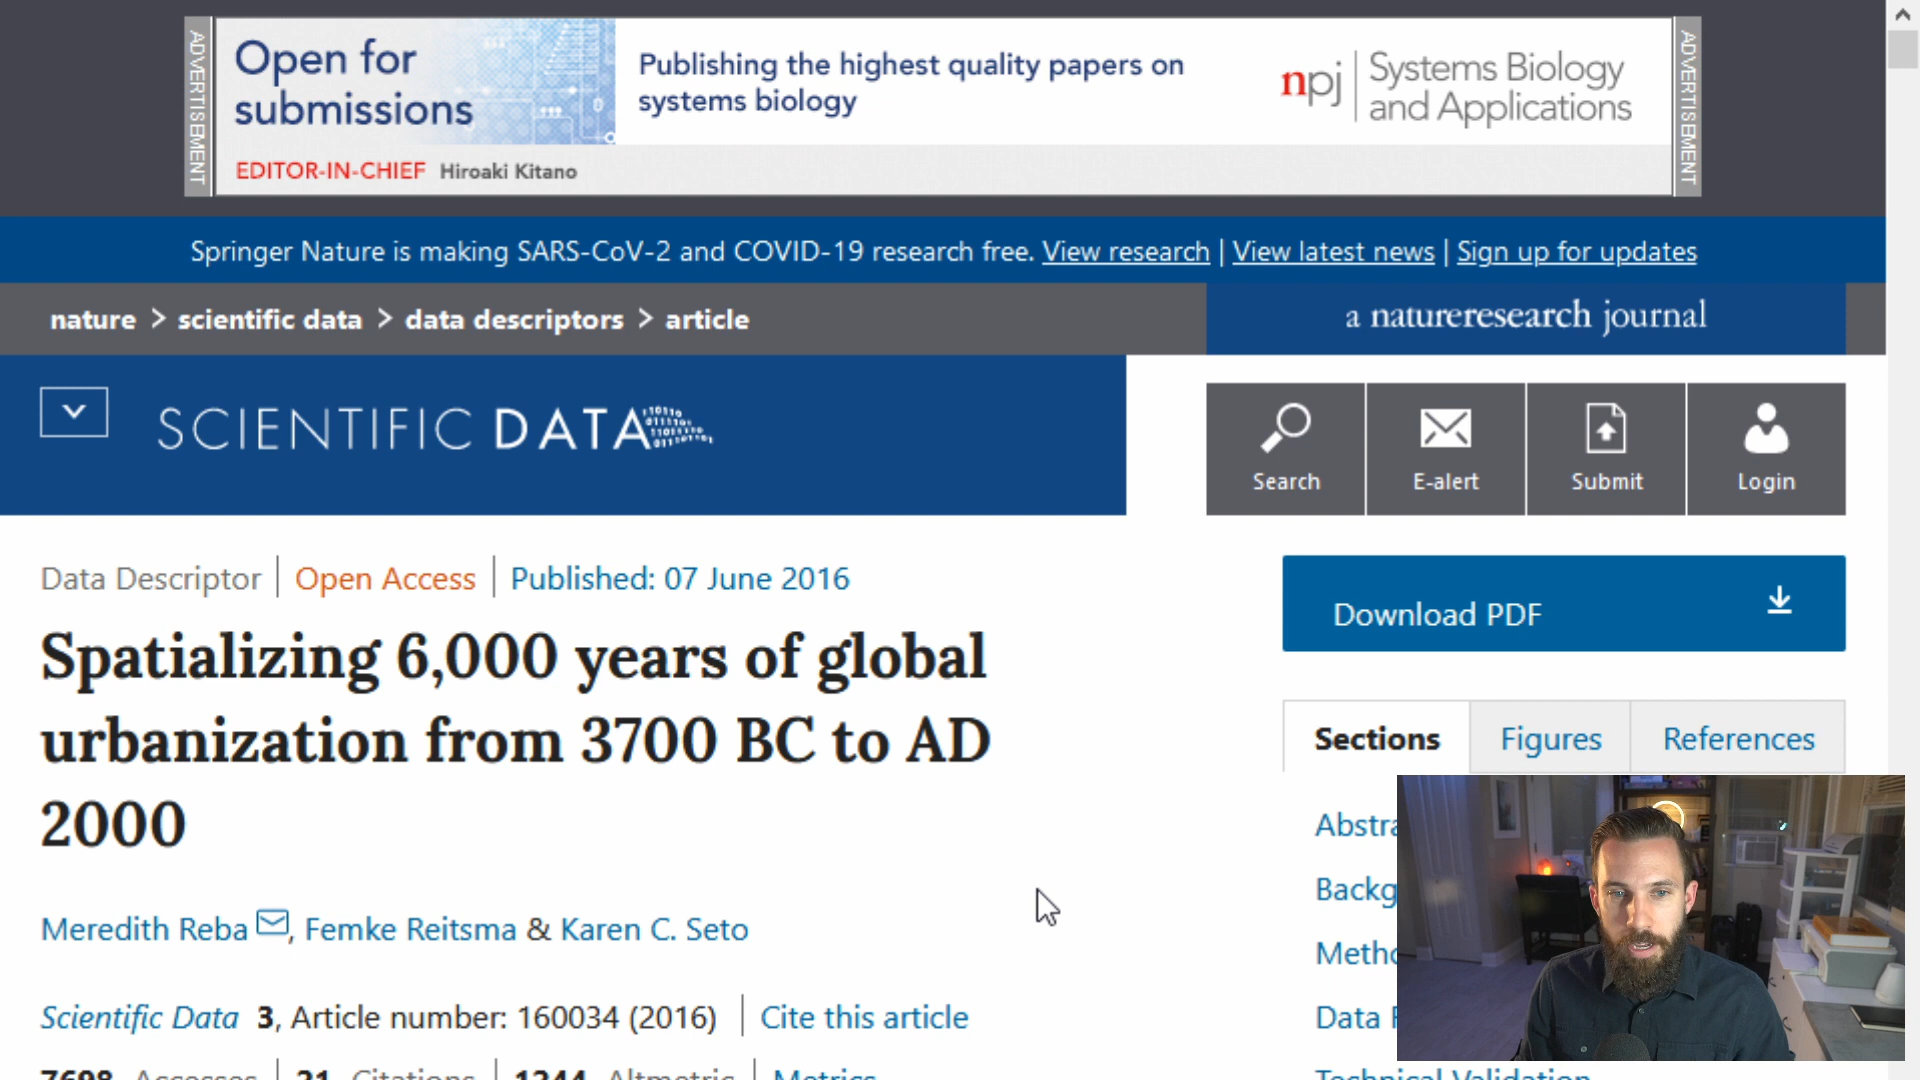 ADVERTISEMENT
Open for
submissions
Publishing the highest quality papers on
systems biology
npj
Systems Biology
and Applications
EDITOR-IN-CHIEF Hiroaki Kitano
ADVERTISEMENT
Springer Nature is making SARS-CoV-2 and COVID-19 research free. View research | View latest news | Sign up for updates
nature > scientific data > data descriptors > article
a natureresearch journal
SCIENTIFIC DATA
Search
E-alert
Submit
Login
Data Descriptor | Open Access | Published: 07 June 2016
Spatializing 6,000 years of global
urbanization from 3700 BC to AD
2000
Meredith Reba, Femke Reitsma & Karen C. Seto
Scientific Data 3, Article number: 160034 (2016) | Cite this article
7698 Accesses | 21 Citations | 1244 Altmetric | Metrics
Download PDF
Sections
Figures
References
Abstra
Backg
Metho
Data
Technical Validation